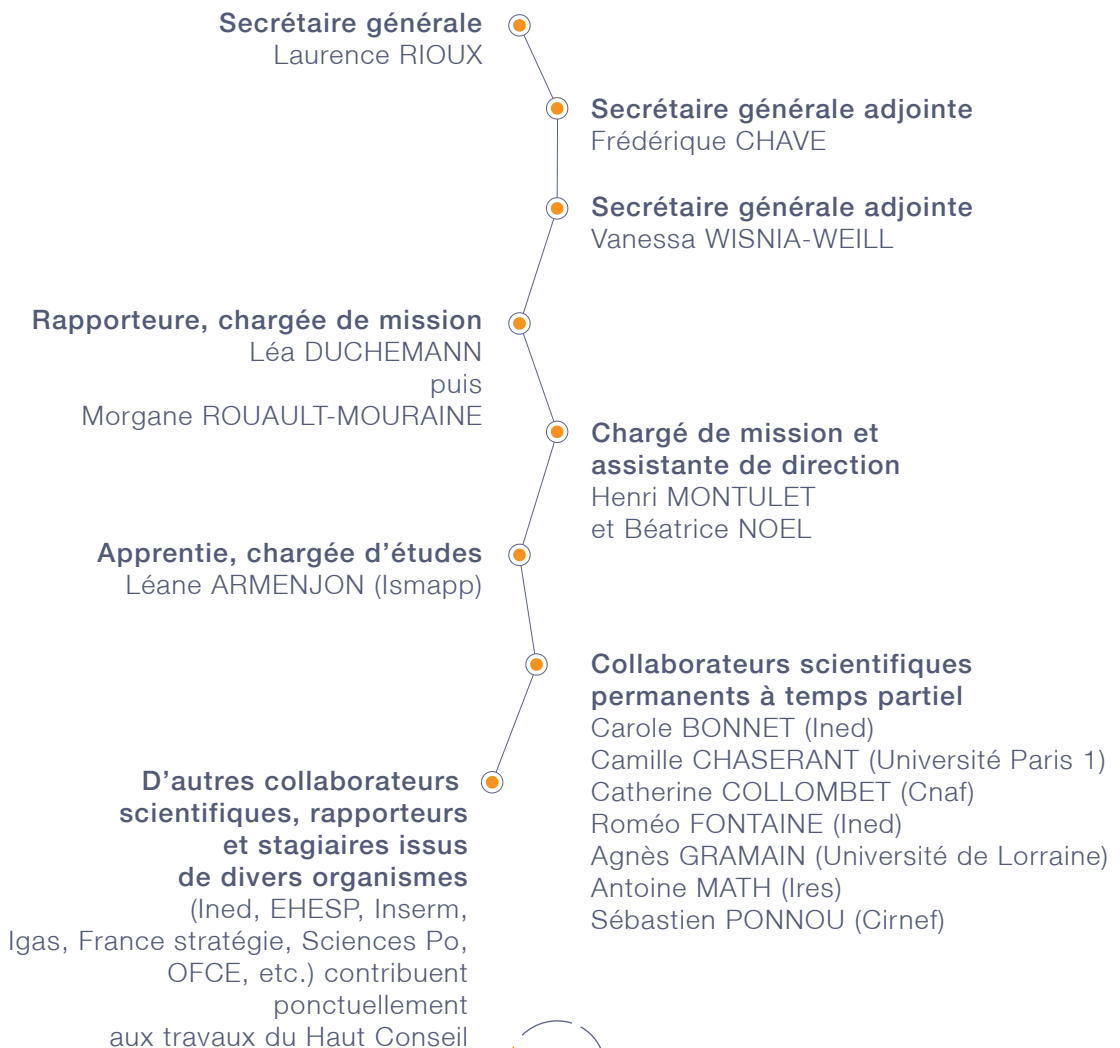 Secrétaire générale
Laurence RIOUX
Secrétaire générale adjointe
Frédérique CHAVE
Secrétaire générale adjointe
Vanessa WISNIA-WEILL
Rapporteure, chargée de mission
Léa DUCHEMANN
puis
Morgane ROUAULT-MOURAINE
Chargé de mission et
assistante de direction
Henri MONTULET
et Béatrice NOEL
Apprentie, chargée d’études
Léane ARMENJON (Ismapp)
Collaborateurs scientifiques
permanents à temps partiel
Carole BONNET (Ined)
Camille CHASERANT (Université Paris 1)
Catherine COLLOMBET (Cnaf)
Roméo FONTAINE (Ined)
Agnès GRAMAIN (Université de Lorraine)
Antoine MATH (Ires)
Sébastien PONNOU (Cirnef)
D’autres collaborateurs
scientifiques, rapporteurs
et stagiaires issus
de divers organismes
(Ined, EHESP, Inserm,
Igas, France stratégie, Sciences Po,
OFCE, etc.) contribuent
ponctuellement
aux travaux du Haut Conseil